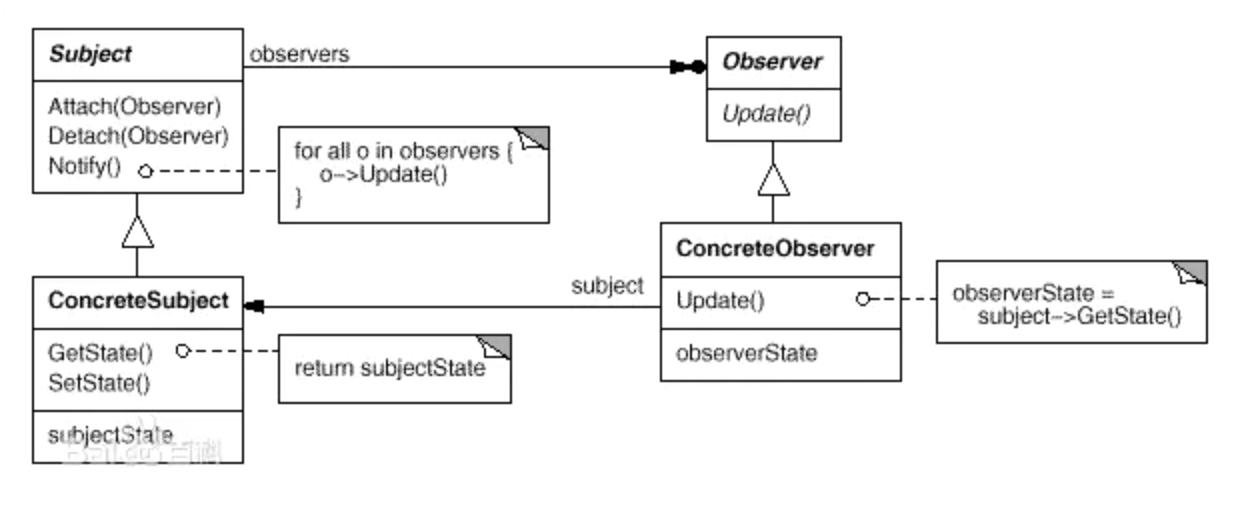 Subject
observers
Observer
Attach(Observer)
Detach(Observer)
Notify()
Update()
for all o in observers {
o->Update()
}
ConcreteSubject
subject
ConcreteObserver
GetState()
SetState()
Update()
observerState =
subject->GetState()
return subjectState
observerState
subjectState